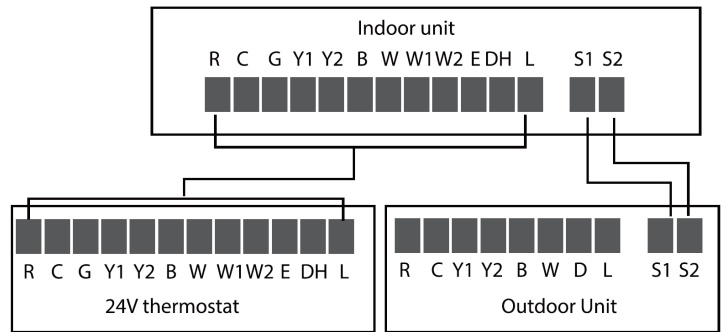 Indoor unit
R C G Y1 Y2 B W W1 W2 E DH L S1 S2
R C G Y1 Y2 B W W1 W2 E DH L
24V thermostat
R C Y1 Y2 B W D L S1 S2
Outdoor Unit